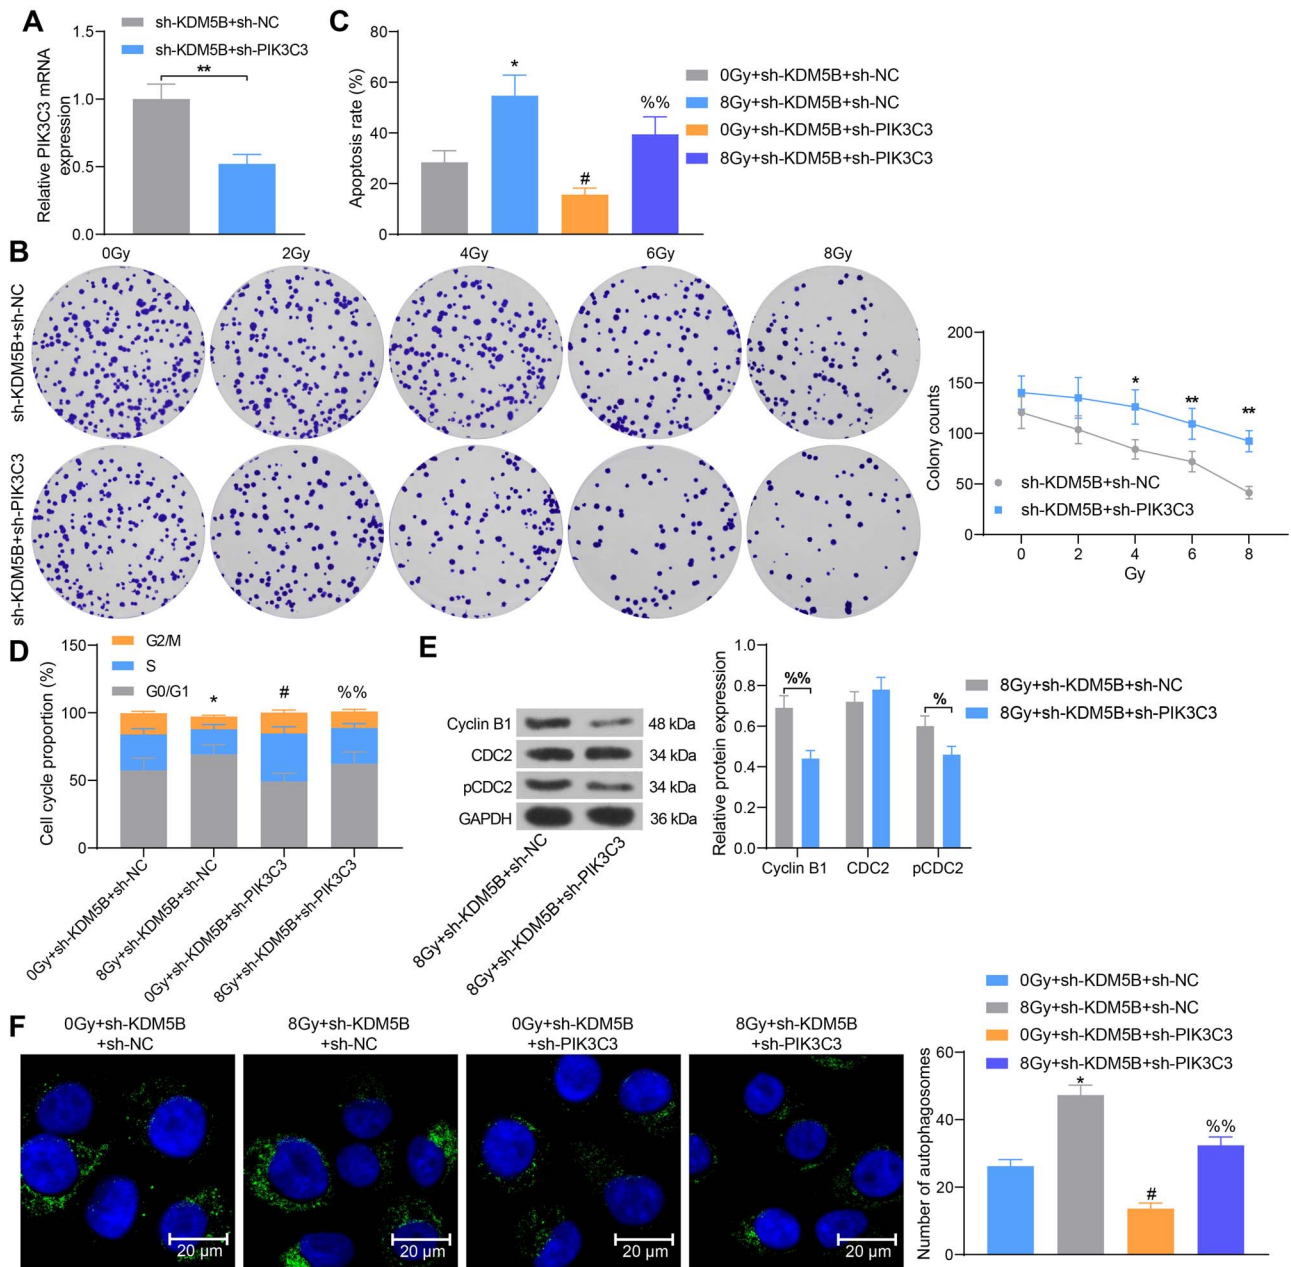 A
sh-KDM5B+sh-NC
sh-KDM5B+sh-PIK3C3
Relative PIK3C3 mRNA
expression
1.5
1.0
0.5
0.0
**
C
Apoptosis rate (%)
80
60
40
20
0
*
#
%%
0Gy+sh-KDM5B+sh-NC
8Gy+sh-KDM5B+sh-NC
0Gy+sh-KDM5B+sh-PIK3C3
8Gy+sh-KDM5B+sh-PIK3C3
B
0Gy 2Gy 4Gy 6Gy 8Gy
sh-KDM5B+sh-NC
sh-KDM5B+sh-PIK3C3
Colony counts
200
150
100
50
0
* ** **
sh-KDM5B+sh-NC
sh-KDM5B+sh-PIK3C3
0 2 4 6 8
Gy
D
G2/M
S
G0/G1
Cell cycle proportion (%)
150
100
50
0
*
#
%%
0Gy+sh-KDM5B+sh-NC
8Gy+sh-KDM5B+sh-NC
0Gy+sh-KDM5B+sh-PIK3C3
8Gy+sh-KDM5B+sh-PIK3C3
E
Cyclin B1 48 kDa
CDC2 34 kDa
pCDC2 34 kDa
GAPDH 36 kDa
8Gy+sh-KDM5B+sh-NC
8Gy+sh-KDM5B+sh-PIK3C3
Relative protein expression
1.0
0.8
0.6
0.4
0.2
0.0
%%
%
Cyclin B1 CDC2 pCDC2
8Gy+sh-KDM5B+sh-NC
8Gy+sh-KDM5B+sh-PIK3C3
F
0Gy+sh-KDM5B
+sh-NC
8Gy+sh-KDM5B
+sh-NC
0Gy+sh-KDM5B
+sh-PIK3C3
8Gy+sh-KDM5B
+sh-PIK3C3
20 µm
20 µm
20 µm
20 µm
0Gy+sh-KDM5B+sh-NC
8Gy+sh-KDM5B+sh-NC
0Gy+sh-KDM5B+sh-PIK3C3
8Gy+sh-KDM5B+sh-PIK3C3
Number of autophagosomes
60
40
20
0
*
#
%%